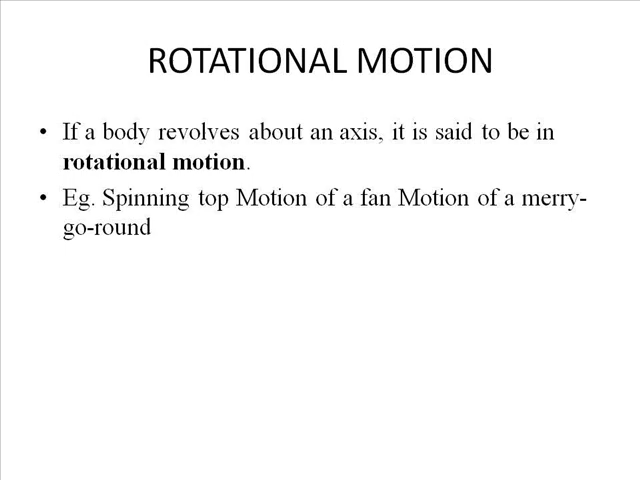 ROTATIONAL MOTION
• If a body revolves about an axis, it is said to be in
rotational motion.
• Eg. Spinning top Motion of a fan Motion of a merry-
go-round